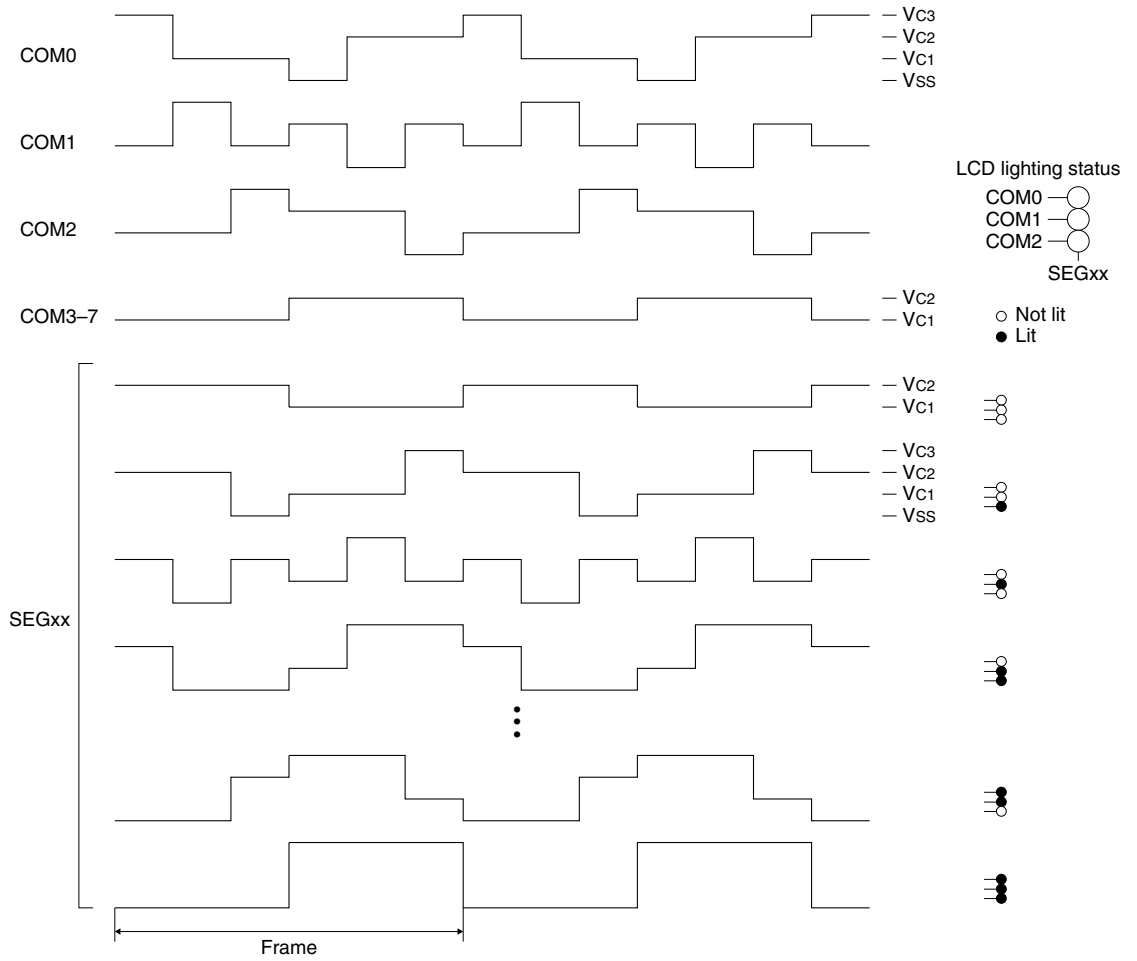 COM0
VC3
VC2
VC1
VSS
COM1
COM2
COM3–7
VC2
VC1
LCD lighting status
COM0
COM1
COM2
SEGxx
Not lit
Lit
SEGxx
VC2
VC1
VC3
VC2
VC1
VSS
Frame